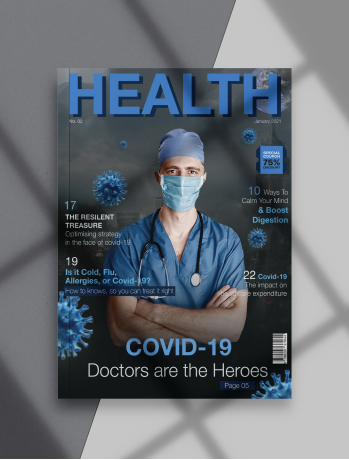 HEALTH
No. 02
January 2021
SPECIAL
COUPON
75%
DISCOUNT
10 Ways To
Calm Your Mind
& Boost
Digestion
17
THE RESILENT
TREASURE
Optimising strategy
in the face of covid-19
19
Is it Cold, Flu,
Allergies, or Covid-19?
How to knows, so you can treat it right
22 Covid-19
The impact on
expenditure
COVID-19
Doctors are the Heroes
Page 05